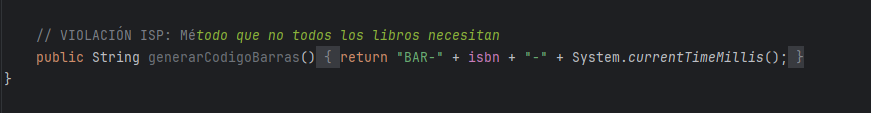 // VIOLACIÓN ISP: Método que no todos los libros necesitan
public String generarCodigoBarras() { return "BAR-" + isbn + "-" + System.currentTimeMillis(); }
}